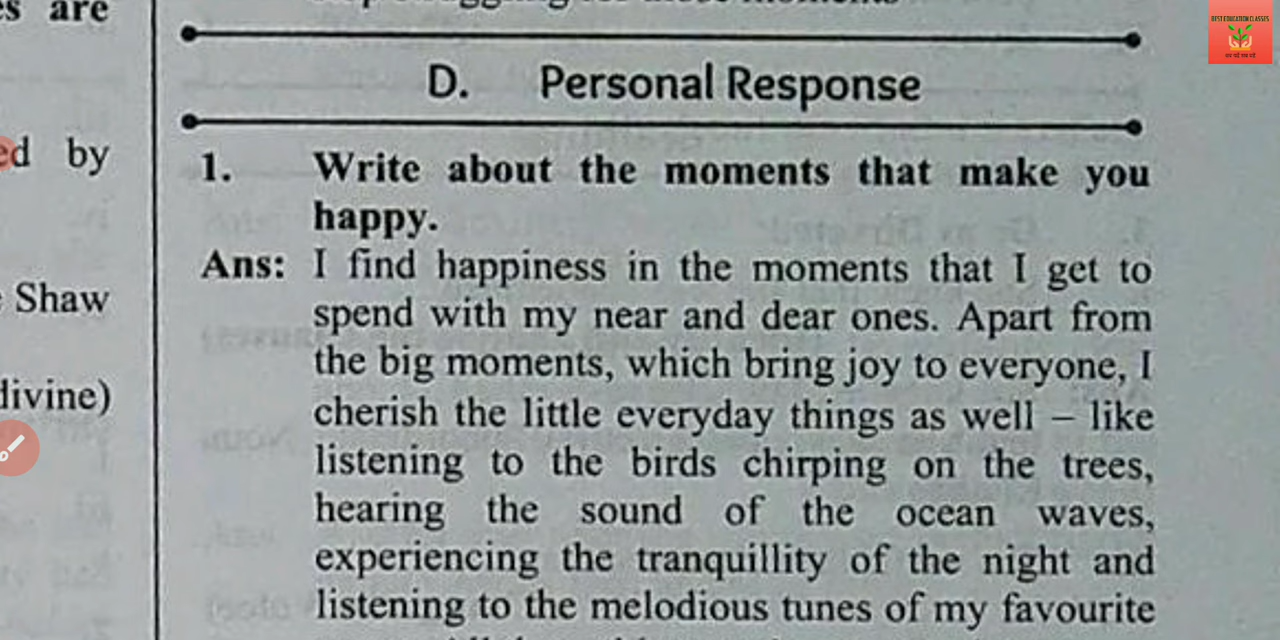 BEST EDUCATION CLASSES
es are
D. Personal Response
1. Write about the moments that make you
happy.
ed by
Ans: I find happiness in the moments that I get to
Shaw
spend with my near and dear ones. Apart from
the big moments, which bring joy to everyone, I
divine)
cherish the little everyday things as well – like
listening to the birds chirping on the trees,
hearing the sound of the ocean waves,
experiencing the tranquillity of the night and
listening to the melodious tunes of my favourite